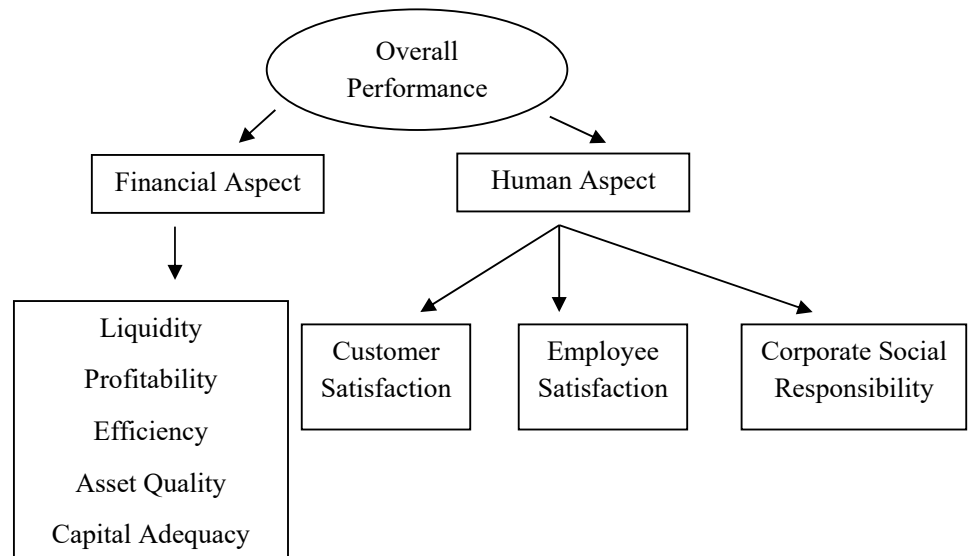 Overall
Performance
Financial Aspect
Human Aspect
Liquidity
Profitability
Efficiency
Asset Quality
Capital Adequacy
Customer
Satisfaction
Employee
Satisfaction
Corporate Social
Responsibility